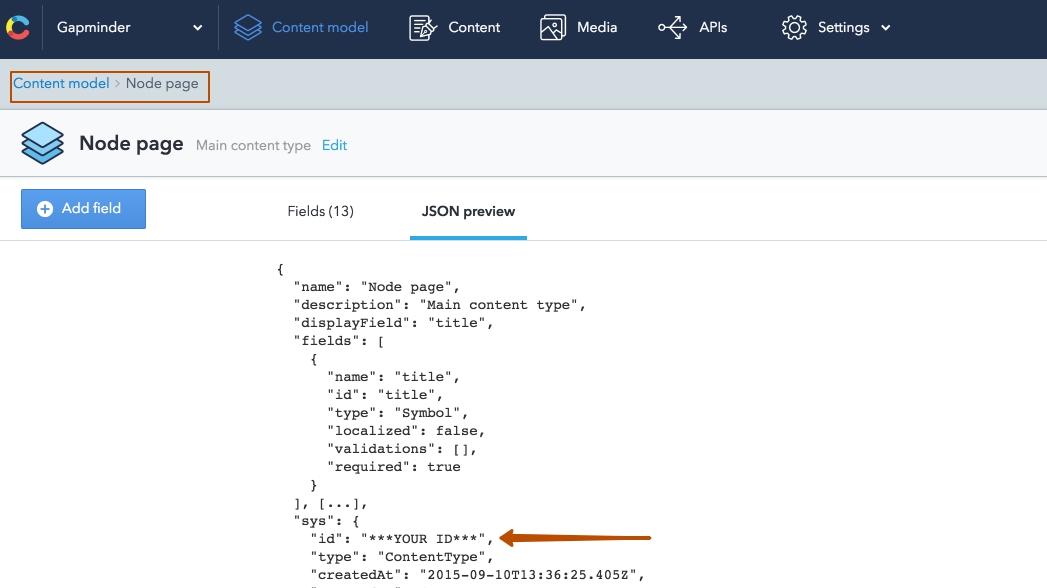 Gapminder Content model Content Media APIs Settings
Content model > Node page
Node page Main content type Edit
Add field Fields (13) JSON preview
{
"name": "Node page",
"description": "Main content type",
"displayField": "title",
"fields": [
{
"name": "title",
"id": "title",
"type": "Symbol",
"localized": false,
"validations": [],
"required": true
}
], [...],
"sys": {
"id": "***YOUR ID***",
"type": "ContentType",
"createdAt": "2015-09-10T13:36:25.405Z",